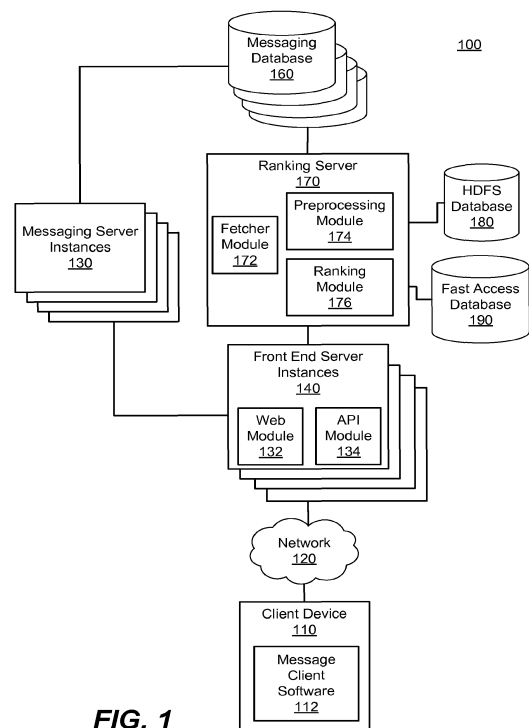 100
Messaging
Database
160
Ranking Server
170
Preprocessing
Module
174
Fetcher
Module
172
Ranking
Module
176
HDFS
Database
180
Fast Access
Database
190
Messaging Server
Instances
130
Front End Server
Instances
140
Web
Module
132
API
Module
134
Network
120
Client Device
110
Message
Client
Software
112
FIG. 1